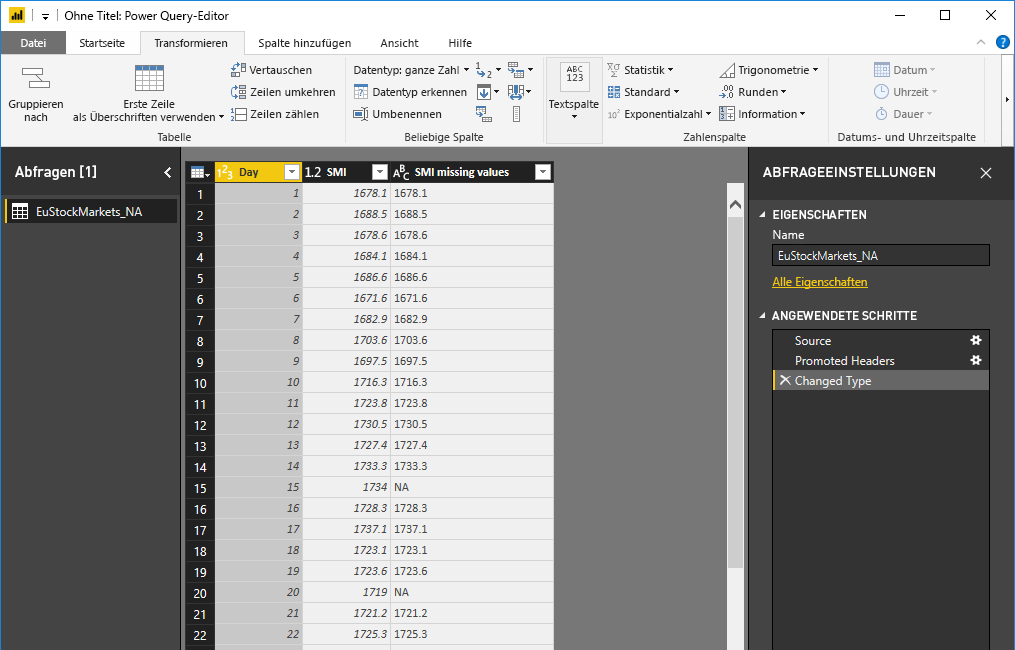 Ohne Titel: Power Query-Editor
Datei Startseite Transformieren Spalte hinzufügen Ansicht Hilfe
Gruppieren nach
Erste Zeile als Überschriften verwenden
Vertauschen
Zeilen umkehren
Zeilen zählen
Tabelle
Datentyp: ganze Zahl
Datentyp erkennen
Umbenennen
1 2
Beliebige Spalte
ABC
123
Textspalte
Statistik
Standard
Exponentialzahl
Trigonometrie
Runden
Information
Zahlenspalte
Datum
Uhrzeit
Dauer
Datums- und Uhrzeitspalte
Abfragen [1]
EuStockMarkets_NA
123 Day 1.2 SMI ABC SMI missing values
1 1 1678.1 1678.1
2 2 1688.5 1688.5
3 3 1678.6 1678.6
4 4 1684.1 1684.1
5 5 1686.6 1686.6
6 6 1671.6 1671.6
7 7 1682.9 1682.9
8 8 1703.6 1703.6
9 9 1697.5 1697.5
10 10 1716.3 1716.3
11 11 1723.8 1723.8
12 12 1730.5 1730.5
13 13 1727.4 1727.4
14 14 1733.3 1733.3
15 15 1734 NA
16 16 1728.3 1728.3
17 17 1737.1 1737.1
18 18 1723.1 1723.1
19 19 1723.6 1723.6
20 20 1719 NA
21 21 1721.2 1721.2
22 22 1725.3 1725.3
ABFRAGEEINSTELLUNGEN
EIGENSCHAFTEN
Name
EuStockMarkets_NA
Alle Eigenschaften
ANGEWENDETE SCHRITTE
Source
Promoted Headers
Changed Type